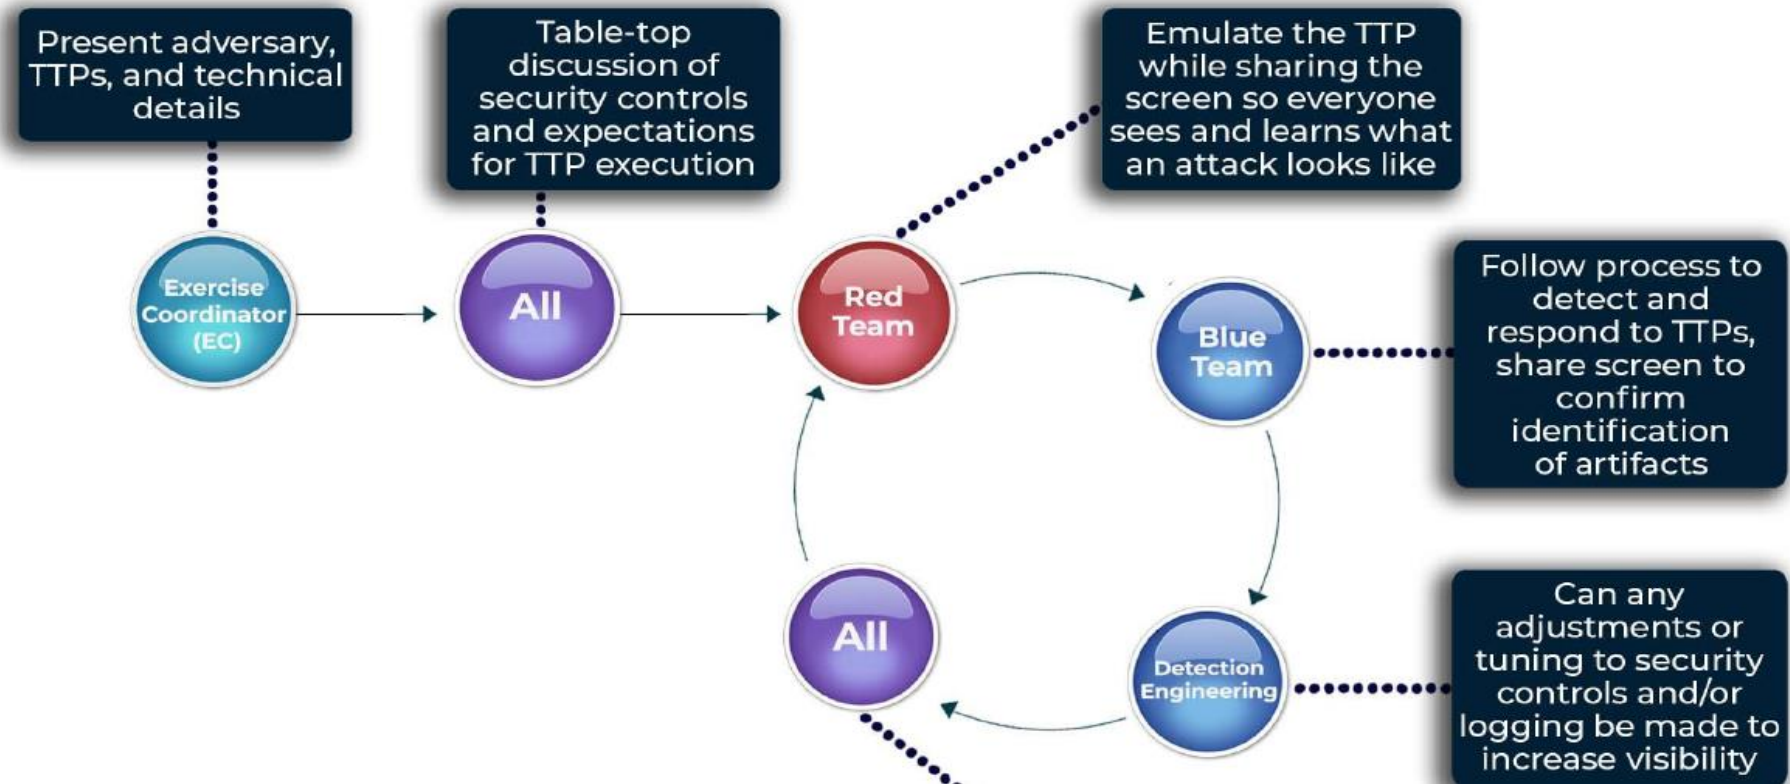 Present adversary,
TTPs, and technical
details
Table-top
discussion of
security controls
and expectations
for TTP execution
Emulate the TTP
while sharing the
screen so everyone
sees and learns what
an attack looks like
Exercise
Coordinator
(EC)
All
Red
Team
Blue
Team
Follow process to
detect and
respond to TTPs,
share screen to
confirm
identification
of artifacts
All
Detection
Engineering
Can any
adjustments or
tuning to security
controls and/or
logging be made to
increase visibility